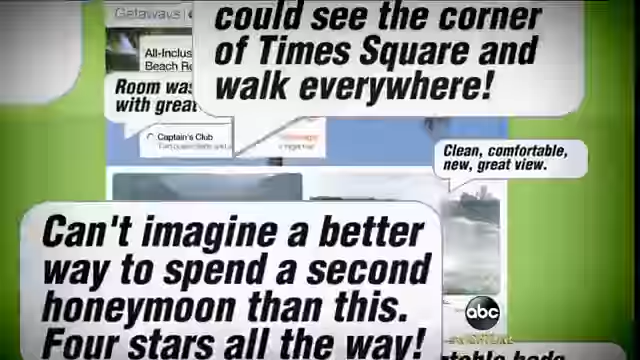 Getaways
could see the corner
of Times Square and
walk everywhere!
All-Inclus
Beach Re
Room was
with great
Captain's Club
Clean, comfortable,
new, great view.
Can't imagine a better
way to spend a second
honeymoon than this.
Four stars all the way!
abc
table beds